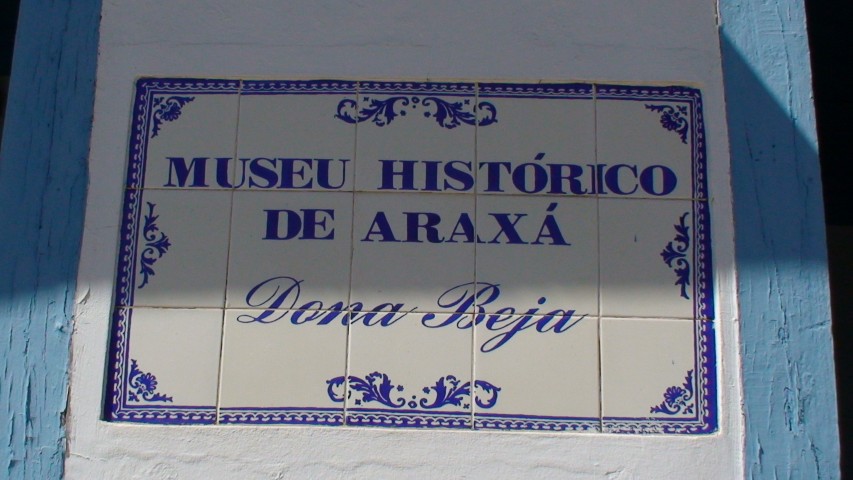 MUSEU HISTÓRICO
DE ARAXÁ
Dona Beja